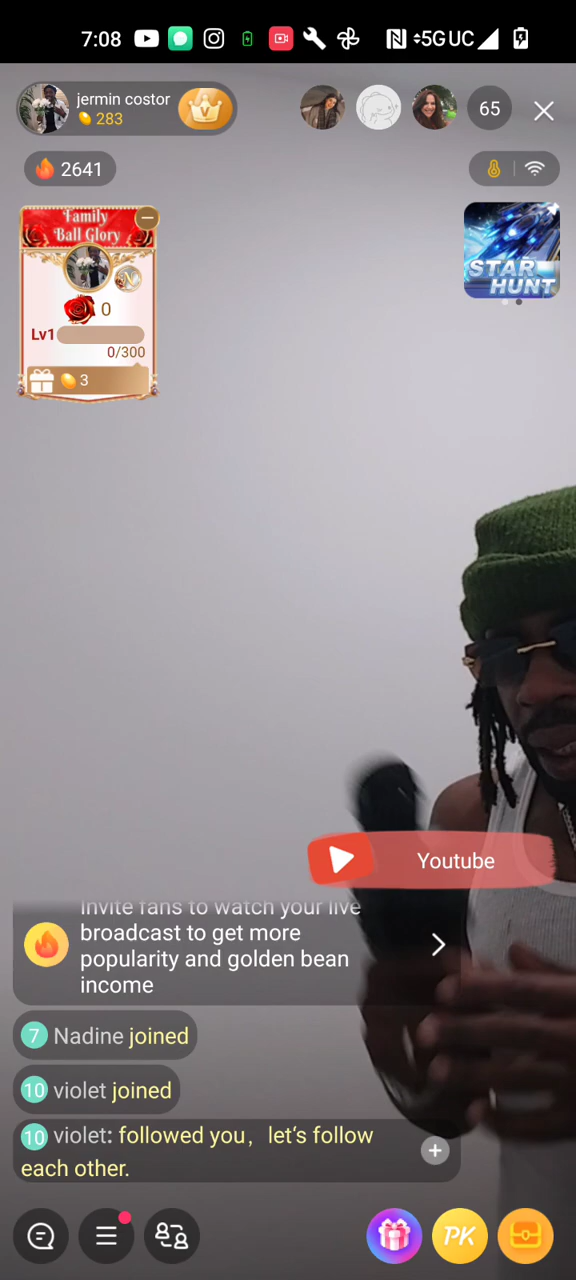 7:08
5G UC
jermin costor
283
V
65
2641
Family
Ball Glory
N
0
Lv1
0/300
3
STAR
HUNT
Youtube
Invite fans to watch your live
broadcast to get more
popularity and golden bean
income
7 Nadine joined
10 violet joined
10 violet: followed you, let's follow
each other.
PK